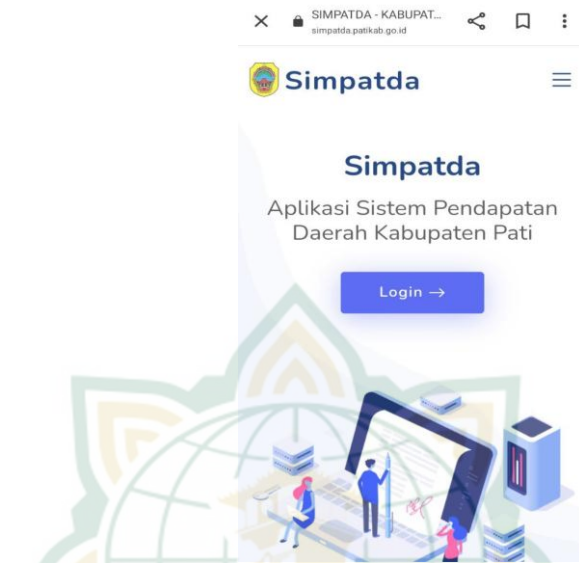 SIMPATDA - KABUPAT...
simpatda.patikab.go.id
Simpatda
Simpatda
Aplikasi Sistem Pendapatan
Daerah Kabupaten Pati
Login →